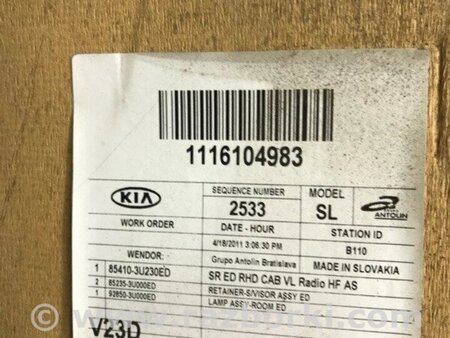 1116104983
KIA
SEQUENCE NUMBER
MODEL
2533
SL
ANTOLIN
WORK ORDER
DATE - HOUR
STATION ID
4/18/2011 3:06:30 PM
B110
WENDOR:
Grupo Antolin Bratislava
MADE IN SLOVAKIA
1 85410-3U230ED SR ED RHD CAB VL Radio HF AS
2 85235-3U000ED RETAINER-S/VISOR ASSY ED
1 92850-3U000ED LAMP ASSY-ROOM ED
V23D